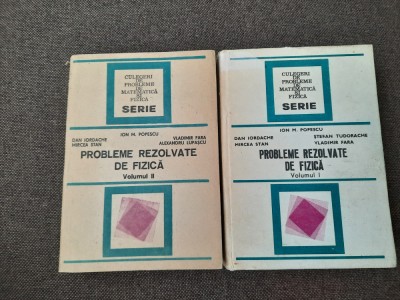 CULEGERI
DE
PROBLEME
DE
MATEMATICĂ
FIZICĂ
SERIE
ION M. POPESCU
DAN IORDACHE VLADIMIR FARA
MIRCEA STAN ALEXANDRU LUPAȘCU
PROBLEME REZOLVATE
DE FIZICĂ
Volumul II
CULEGERI
DE
PROBLEME
DE
MATEMATICĂ
FIZICĂ
SERIE
ION M. POPESCU
DAN IORDACHE ȘTEFAN TUDORACHE
MIRCEA STAN VLADIMIR FARA
PROBLEME REZOLVATE
DE FIZICĂ
Volumul I